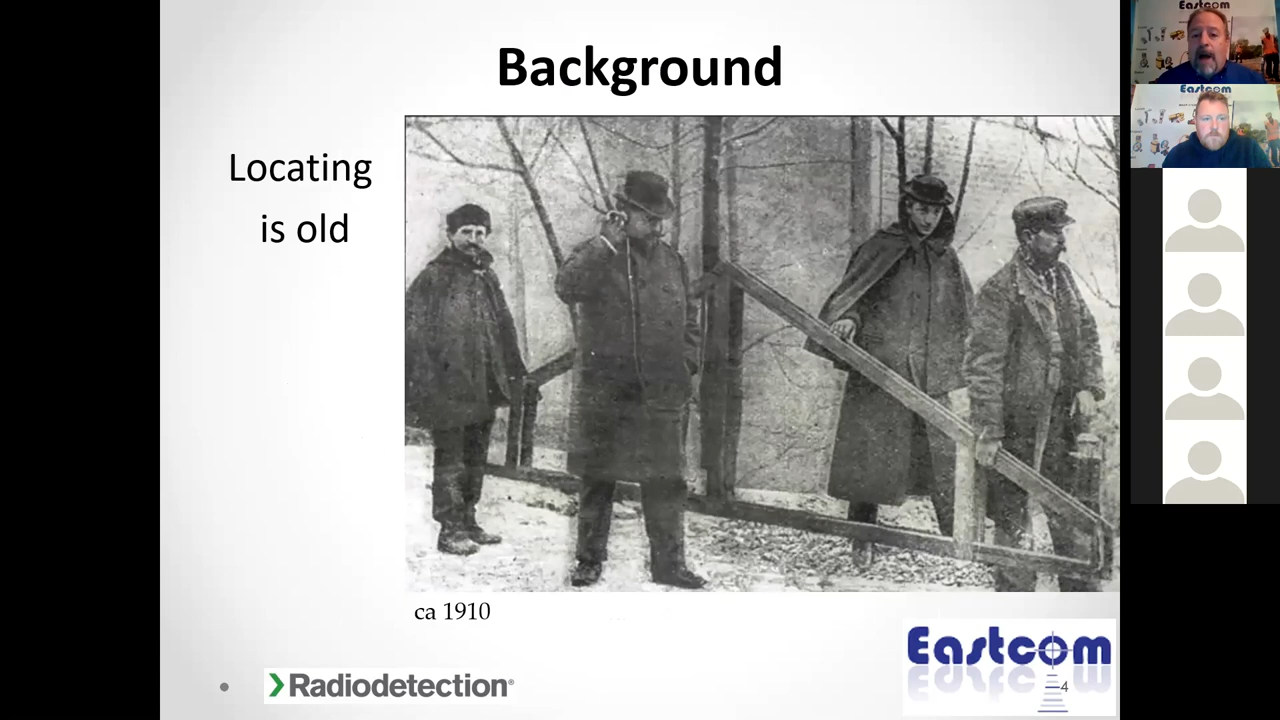 Background
Locating
is old
ca 1910
Radiodetection®
Eastcom
4
Eastcom
Eastcom